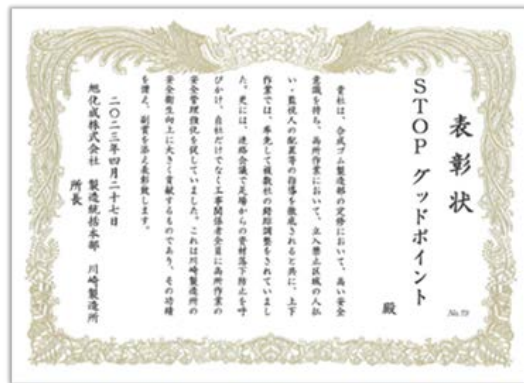 表彰状
STOP グッドポイント
殿
No.19
貴社は、合成ゴム製造部の定修において、高い安全
意識を持ち、高所作業において、立入禁止区域の人払
い・監視人の配置等の指導を徹底されると共に、上下
作業では、率先して複数社の錯綜調整をされていまし
た。更には、連絡会議で足場からの資材落下防止を呼
びかけ、自社だけでなく工事関係者全員に高所作業の
安全管理強化を促していました。これは川崎製造所の
安全衛生向上に大きく貢献するものであり、その功績
を讃え、副賞を添え表彰致します。
二〇二三年四月二十七日
旭化成株式会社 製造統括本部 川崎製造所
所長